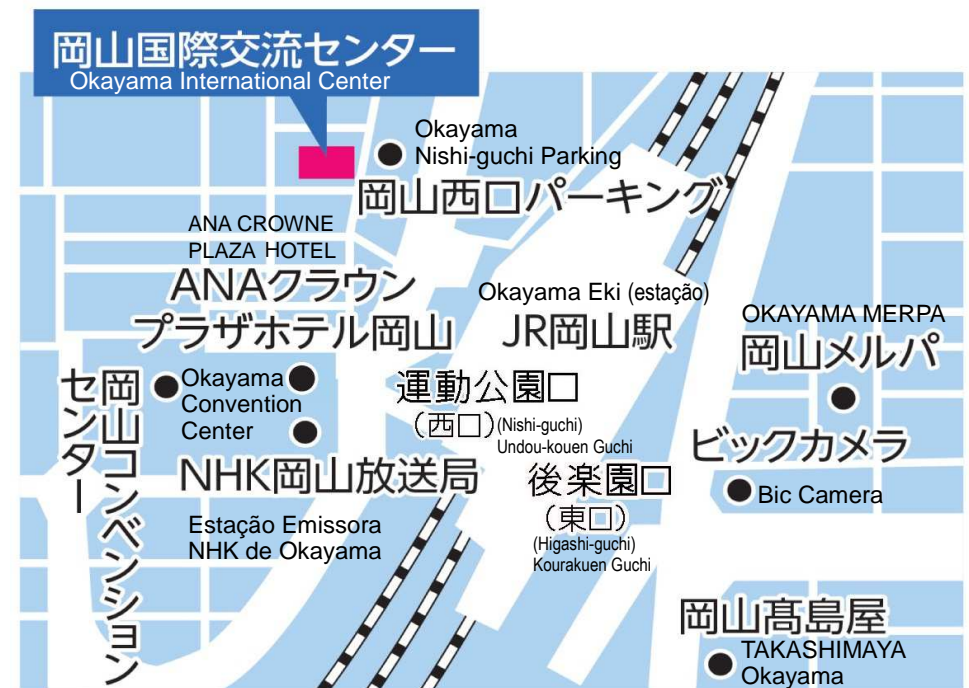 岡山国際交流センター
Okayama International Center
Okayama
Nishi-guchi Parking
岡山西口パーキング
ANA CROWNE
PLAZA HOTEL
ANAクラウン
プラザホテル岡山
Okayama Eki (estação)
JR岡山駅
OKAYAMA MERPA
岡山メルパ
岡山コンベンション
センター
Okayama
Convention
Center
運動公園口
(西口)(Nishi-guchi)
Undou-kouen Guchi
ビックカメラ
Bic Camera
NHK岡山放送局
Estação Emissora
NHK de Okayama
後楽園口
(東口)
(Higashi-guchi)
Kourakuen Guchi
岡山髙島屋
TAKASHIMAYA
Okayama